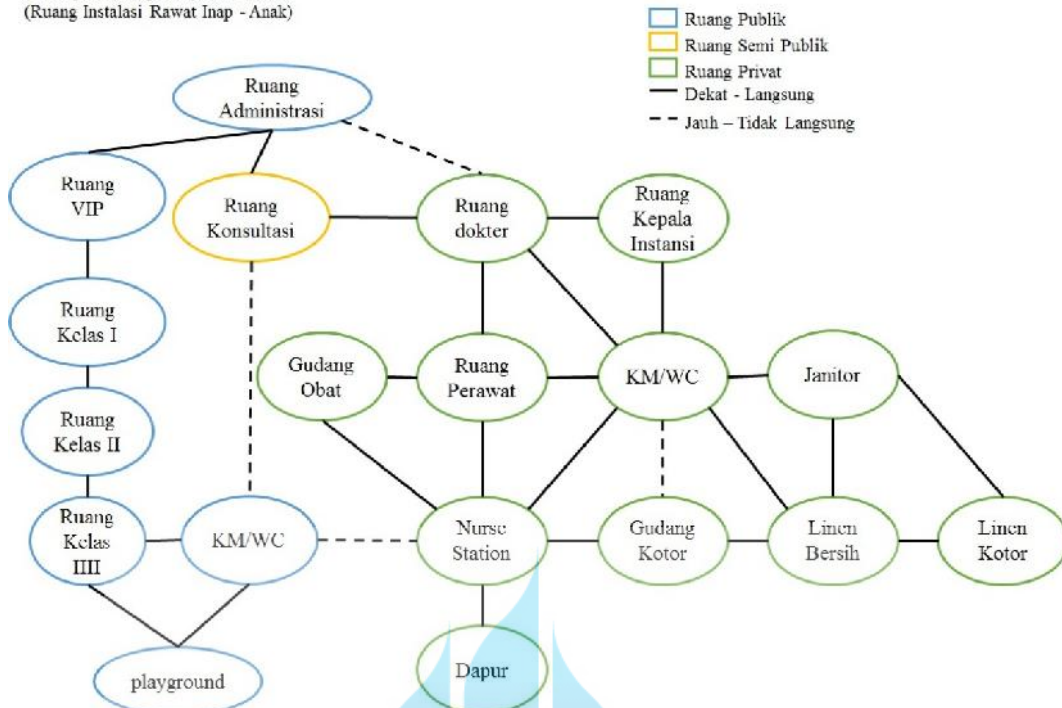 (Ruang Instalasi Rawat Inap - Anak)
Ruang Publik
Ruang Semi Publik
Ruang Privat
Dekat - Langsung
Jauh – Tidak Langsung
Ruang
Administrasi
Ruang
VIP
Ruang
Konsultasi
Ruang
dokter
Ruang
Kepala
Instansi
Ruang
Kelas I
Gudang
Obat
Ruang
Perawat
KM/WC
Janitor
Ruang
Kelas II
Ruang
Kelas
IIII
KM/WC
Nurse
Station
Gudang
Kotor
Linen
Bersih
Linen
Kotor
playground
Dapur